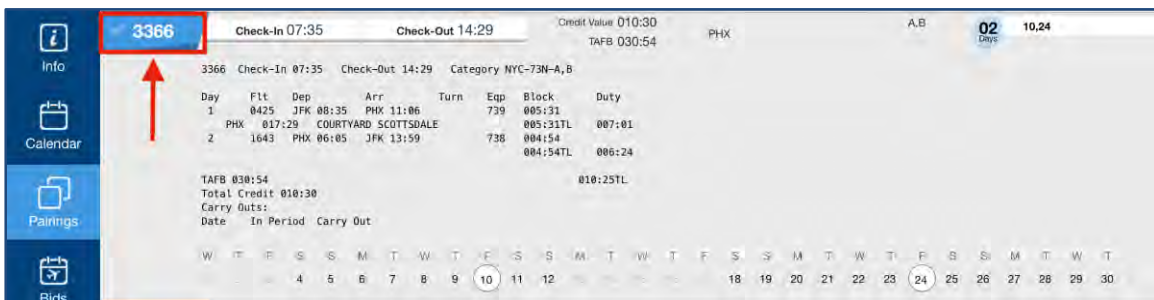 3366 Check-In 07:35 Check-Out 14:29 Credit Value 010:30 TAFB 030:54 PHX A,B 02 Days 10,24
Info
Calendar
Pairings
Bids
3366 Check-In 07:35 Check-Out 14:29 Category NYC-73N-A,B
Day Flt Dep Arr Turn Eqp Block Duty
1 0425 JFK 08:35 PHX 11:06 739 005:31
PHX 017:29 COURTYARD SCOTTSDALE 005:31TL 007:01
2 1643 PHX 06:05 JFK 13:59 738 004:54
004:54TL 006:24
TAFB 030:54 010:25TL
Total Credit 010:30
Carry Outs:
Date In Period Carry Out
W T F S S M T W T F S S M T W T F S S M T W T F S S M T W T
4 5 6 7 8 9 10 11 12 18 19 20 21 22 23 24 25 26 27 28 29 30